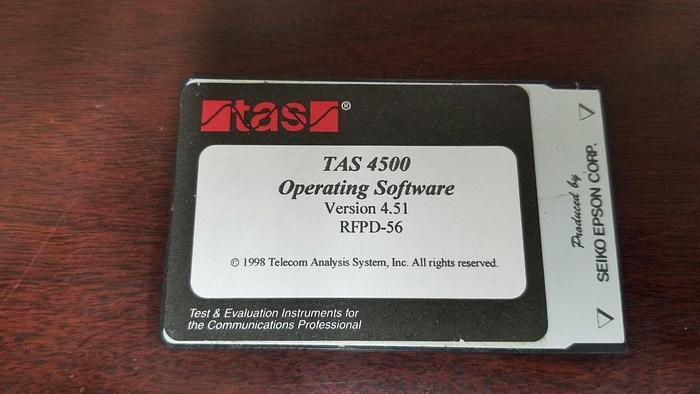 tas®
TAS 4500
Operating Software
Version 4.51
RFPD-56
© 1998 Telecom Analysis System, Inc. All rights reserved.
Test & Evaluation Instruments for
the Communications Professional
Produced by
SEIKO EPSON CORP.